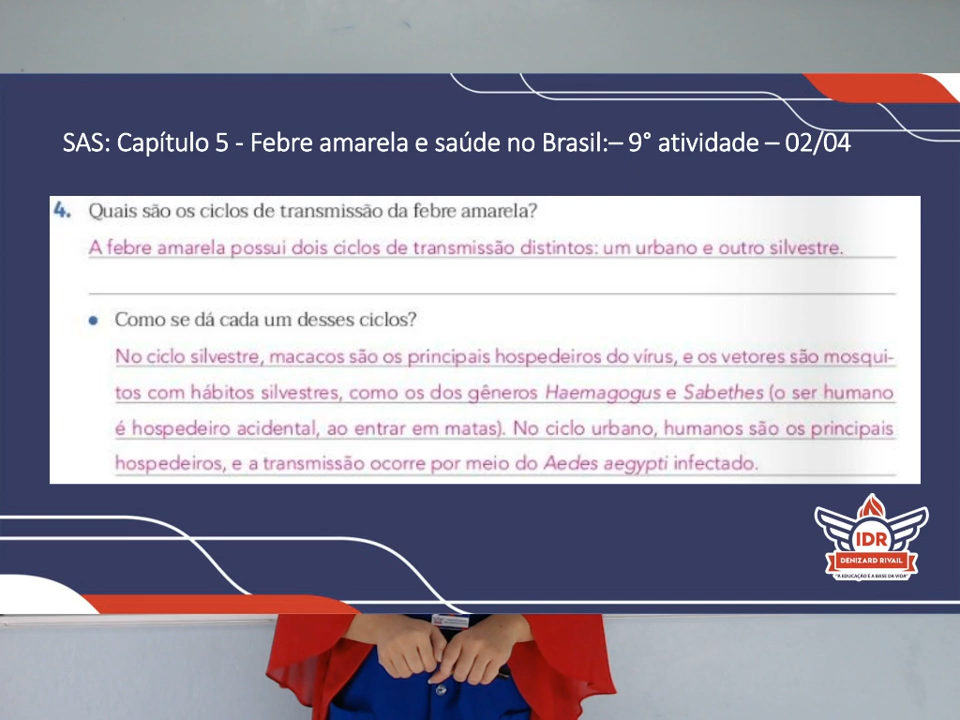 SAS: Capítulo 5 - Febre amarela e saúde no Brasil:– 9° atividade – 02/04
4. Quais são os ciclos de transmissão da febre amarela?
A febre amarela possui dois ciclos de transmissão distintos: um urbano e outro silvestre.
• Como se dá cada um desses ciclos?
No ciclo silvestre, macacos são os principais hospedeiros do vírus, e os vetores são mosqui-
tos com hábitos silvestres, como os dos gêneros Haemagogus e Sabethes (o ser humano
é hospedeiro acidental, ao entrar em matas). No ciclo urbano, humanos são os principais
hospedeiros, e a transmissão ocorre por meio do Aedes aegypti infectado.
IDR
DENIZARD RIVAIL
"A EDUCAÇÃO É A BASE DA VIDA"